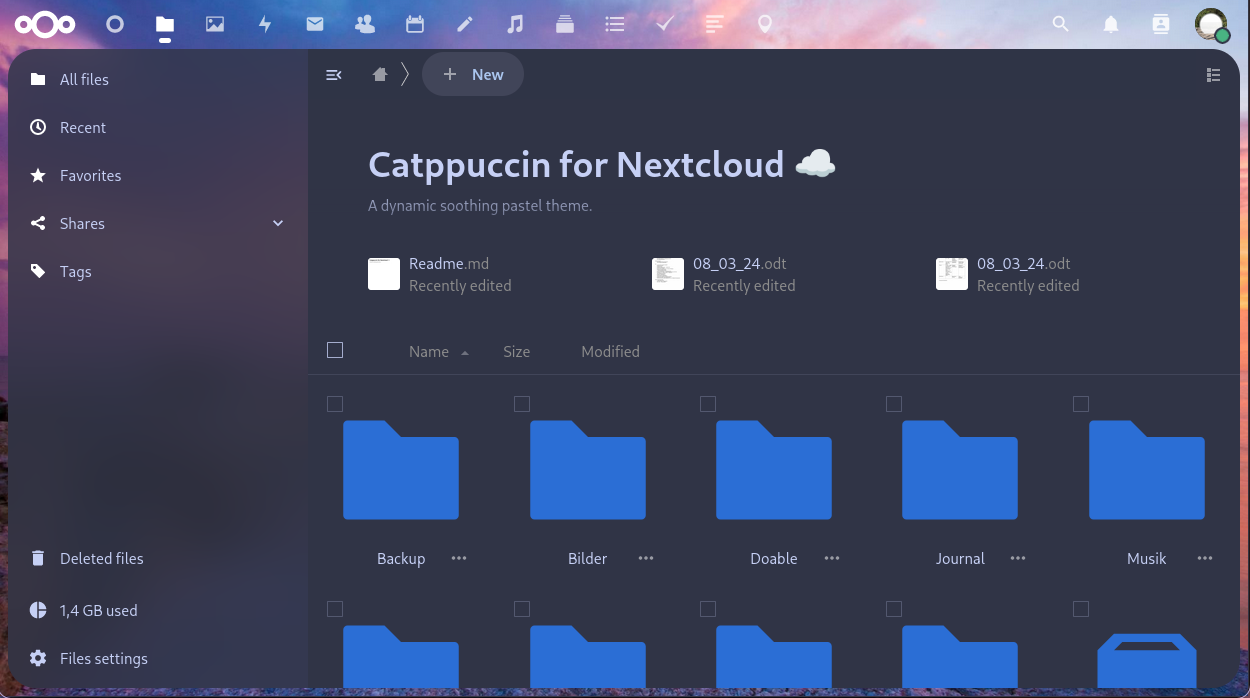 All files
Recent
Favorites
Shares
Tags
Deleted files
1,4 GB used
Files settings
New
Catppuccin for Nextcloud
A dynamic soothing pastel theme.
Readme.md
Recently edited
08_03_24.odt
Recently edited
08_03_24.odt
Recently edited
Name Size Modified
Backup Bilder Doable Journal Musik